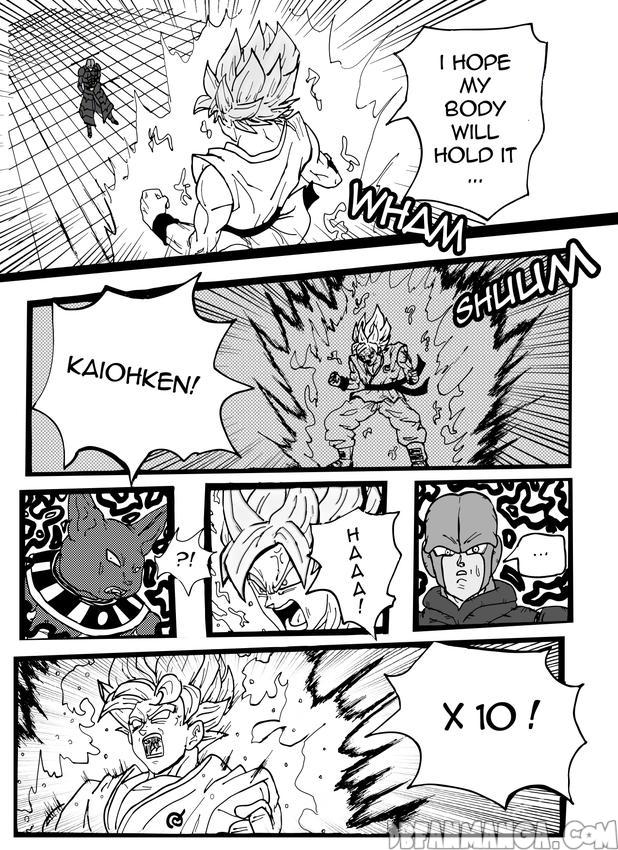 I HOPE
MY
BODY
WILL
HOLD IT
...
WHAM
SHUUM
KAIOHKEN!
?!
HAAA!
...
X 10 !
DBFANMANGA.COM